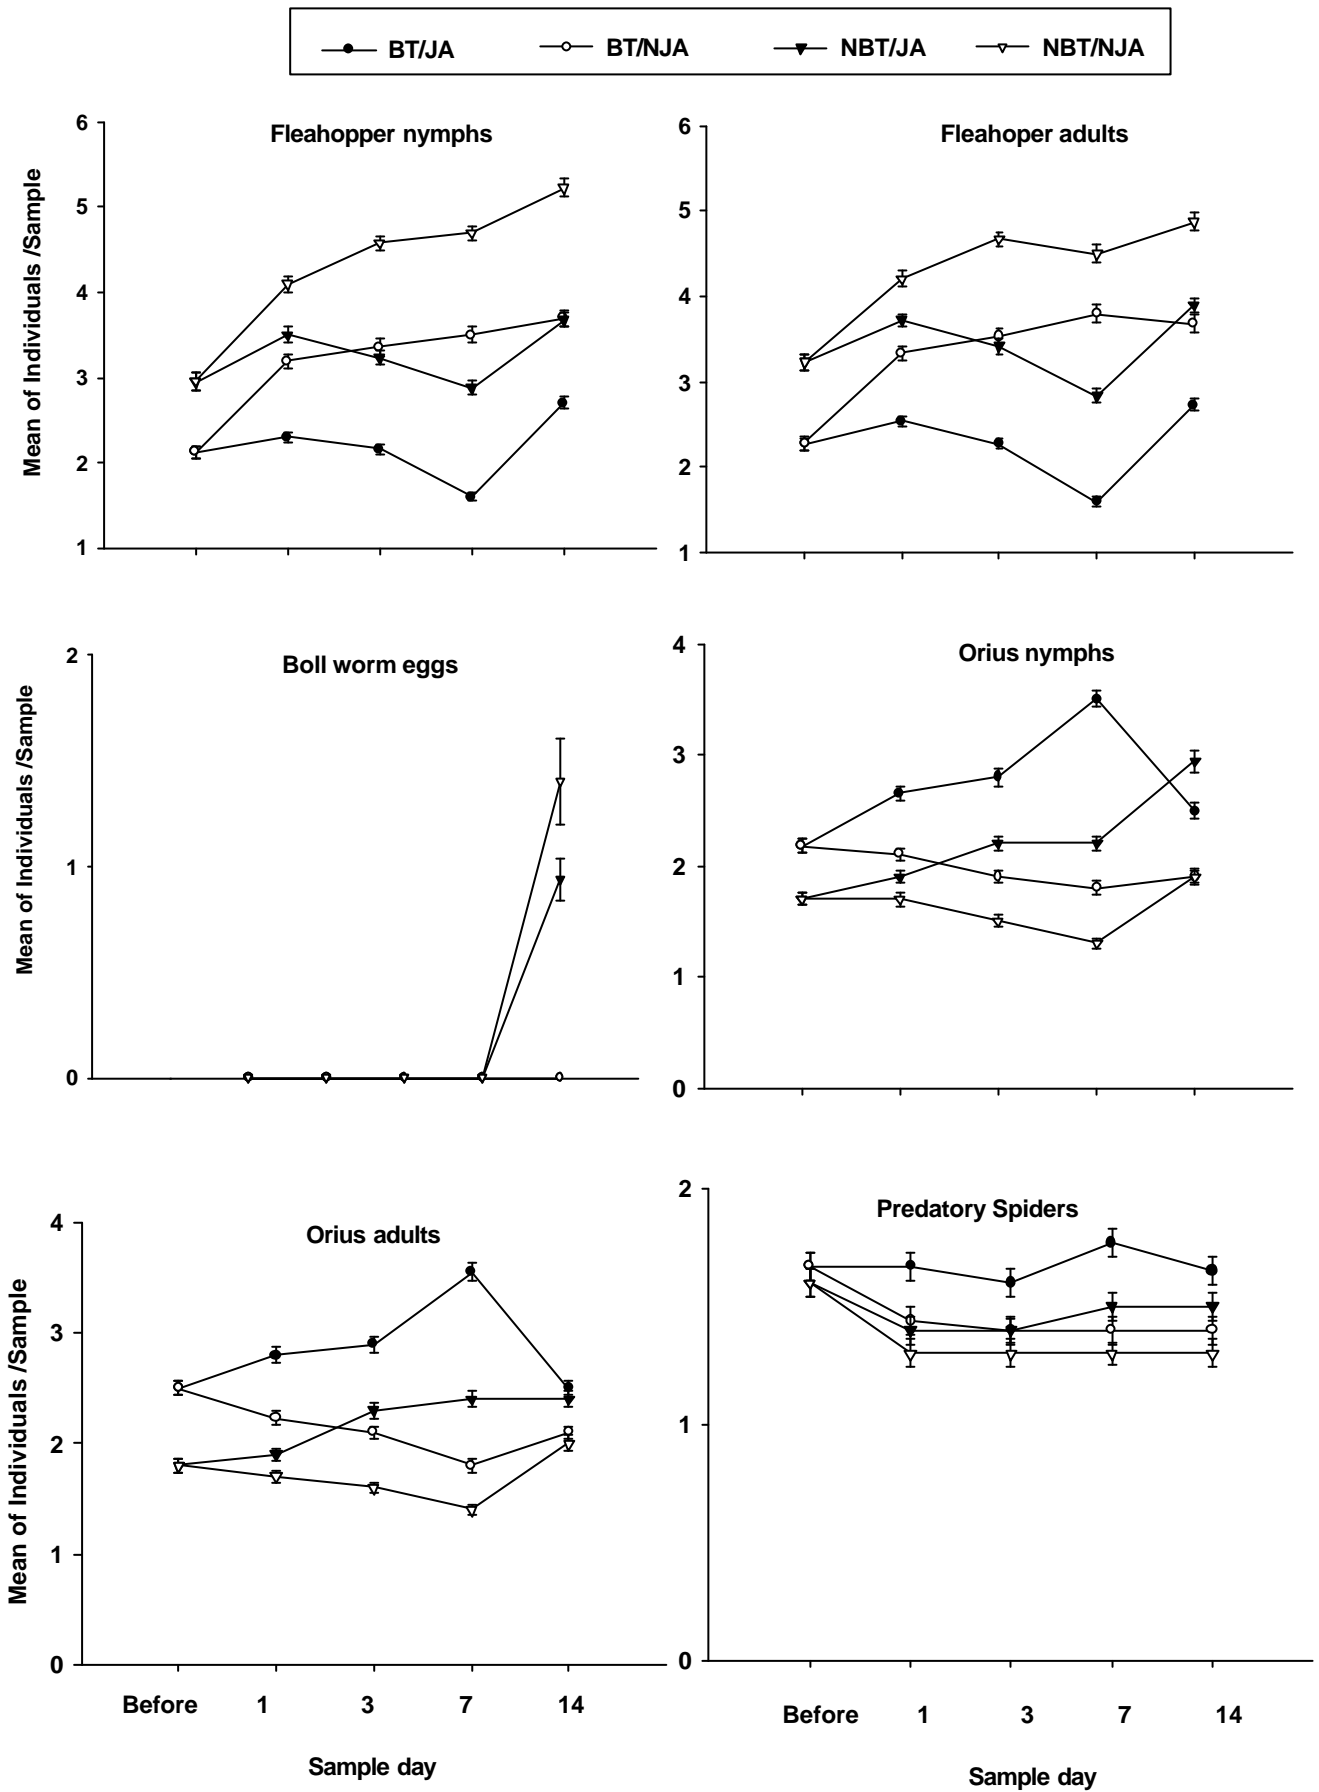 BT/JA BT/NJA NBT/JA NBT/NJA
Fleahopper nymphs
Mean of Individuals /Sample
6
5
4
3
2
1
Fleahoper adults
6
5
4
3
2
1
Boll worm eggs
Mean of Individuals /Sample
2
1
0
Orius nymphs
4
3
2
1
0
Orius adults
Mean of Individuals /Sample
4
3
2
1
0
Before 1 3 7 14
Sample day
Predatory Spiders
2
1
0
Before 1 3 7 14
Sample day